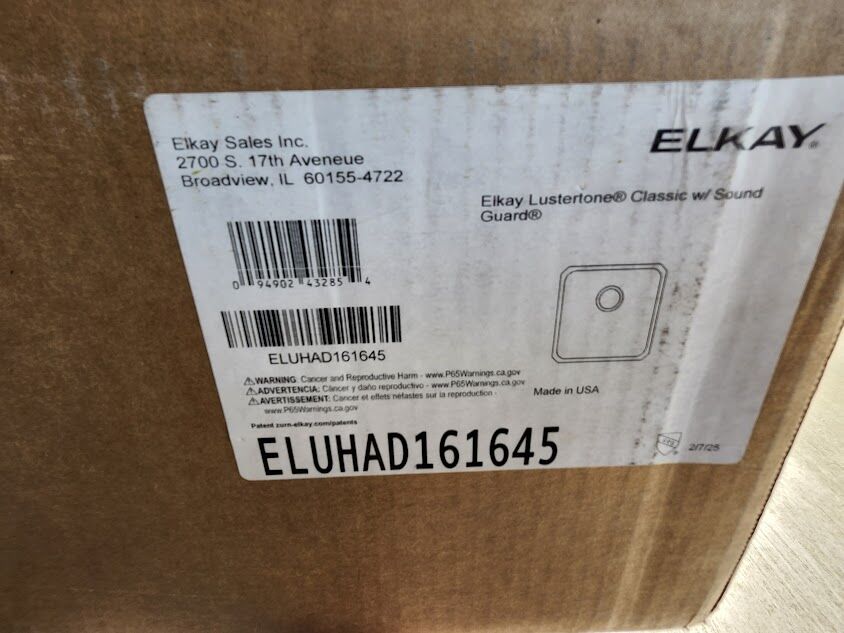 Elkay Sales Inc.
2700 S. 17th Aveneue
Broadview, IL 60155-4722
ELKAY®
Elkay Lustertone® Classic w/ Sound
Guard®
0 94902 43285 4
ELUHAD161645
WARNING: Cancer and Reproductive Harm - www.P65Warnings.ca.gov
ADVERTENCIA: Cáncer y daño reproductivo - www.P65Warnings.ca.gov
AVERTISSEMENT: Cancer et effets néfastes sur la reproduction -
www.P65Warnings.ca.gov
Made in USA
Patent zurn-elkay.com/patents
ELUHAD161645
2/7/25